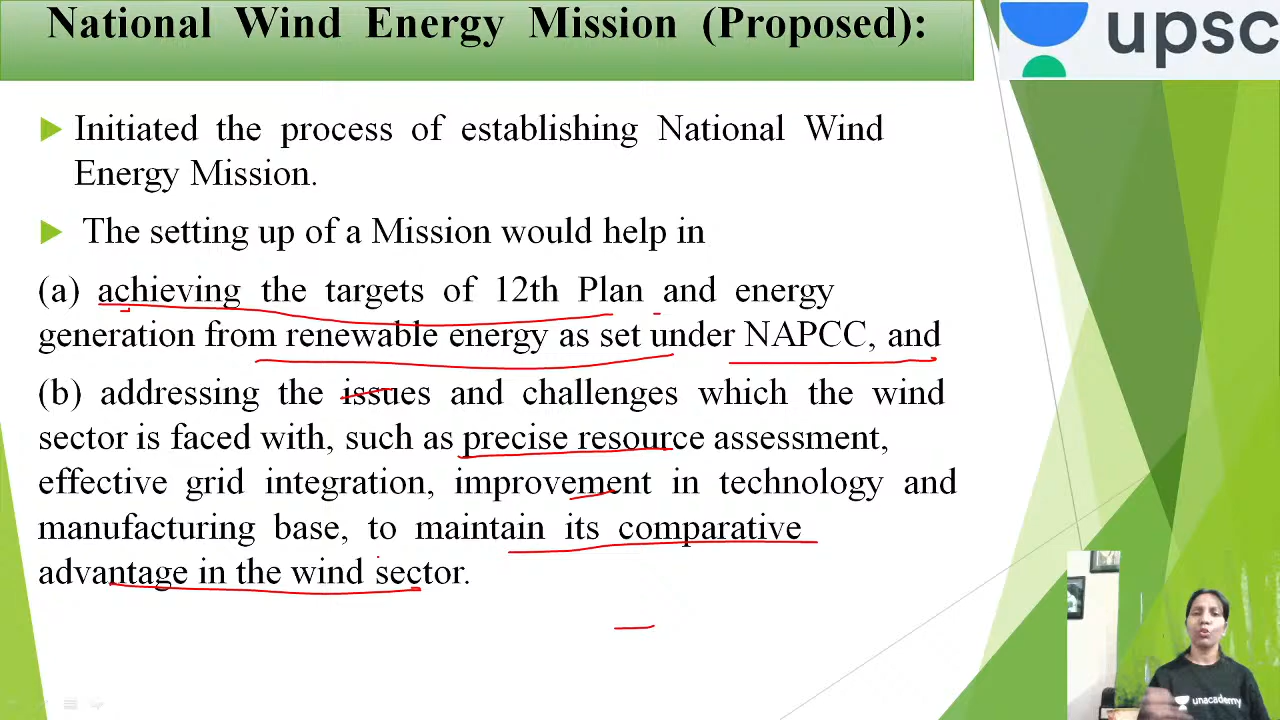 National Wind Energy Mission (Proposed):
upsc
Initiated the process of establishing National Wind
Energy Mission.
The setting up of a Mission would help in
(a) achieving the targets of 12th Plan and energy
generation from renewable energy as set under NAPCC, and
(b) addressing the issues and challenges which the wind
sector is faced with, such as precise resource assessment,
effective grid integration, improvement in technology and
manufacturing base, to maintain its comparative
advantage in the wind sector.
unacademy